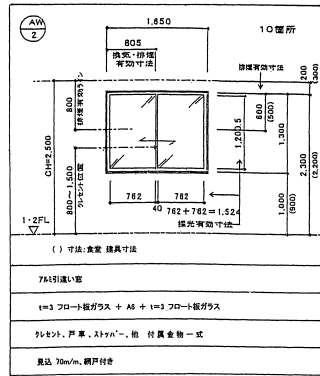 AW
2
10箇所
1,650
805
換気・排煙
有効寸法
排煙有効寸法
200
(300)
排煙有効ライン
800
600
(500)
1,200.5
1,300
CH=2,500
クレセント位置
800～1,500
2,300
(2,200)
762
762
40
762+762=1,524
採光有効寸法
1,000
(900)
1・2FL
( ) 寸法:食堂 建具寸法
アルミ引違い窓
t=3 フロート板ガラス + A6 + t=3 フロート板ガラス
クレセント、戸車、ストッパー、他 付属金物一式
見込 70m/m、網戸付き